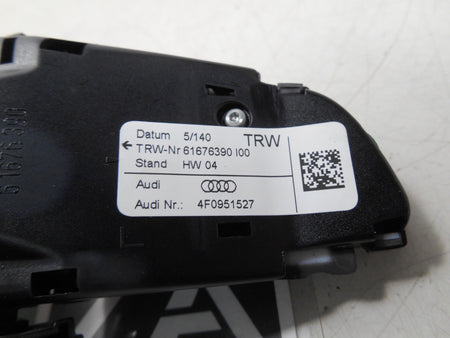 Datum 5/140 TRW
← TRW-Nr 61676390 I00
Stand HW 04
Audi
Audi Nr.: 4F0951527